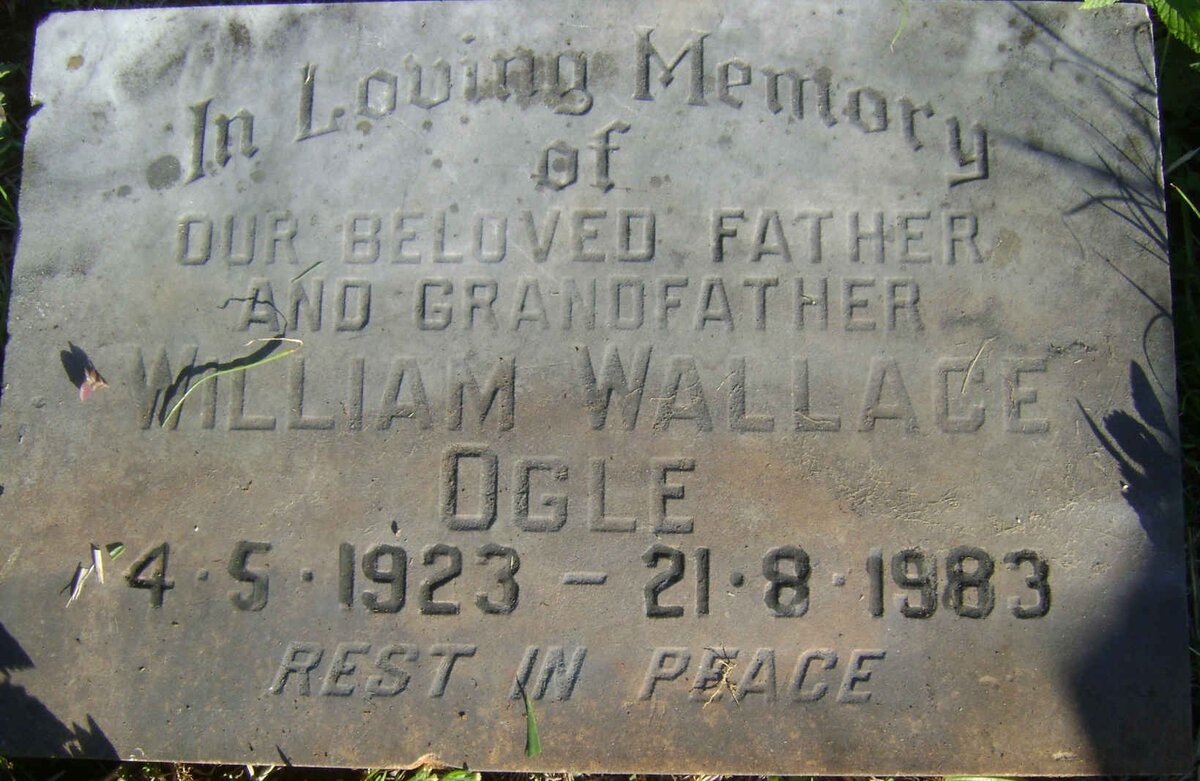 In Loving Memory
of
OUR BELOVED FATHER
AND GRANDFATHER
WILLIAM WALLACE
OGLE
4·5·1923 – 21·8·1983
REST IN PEACE